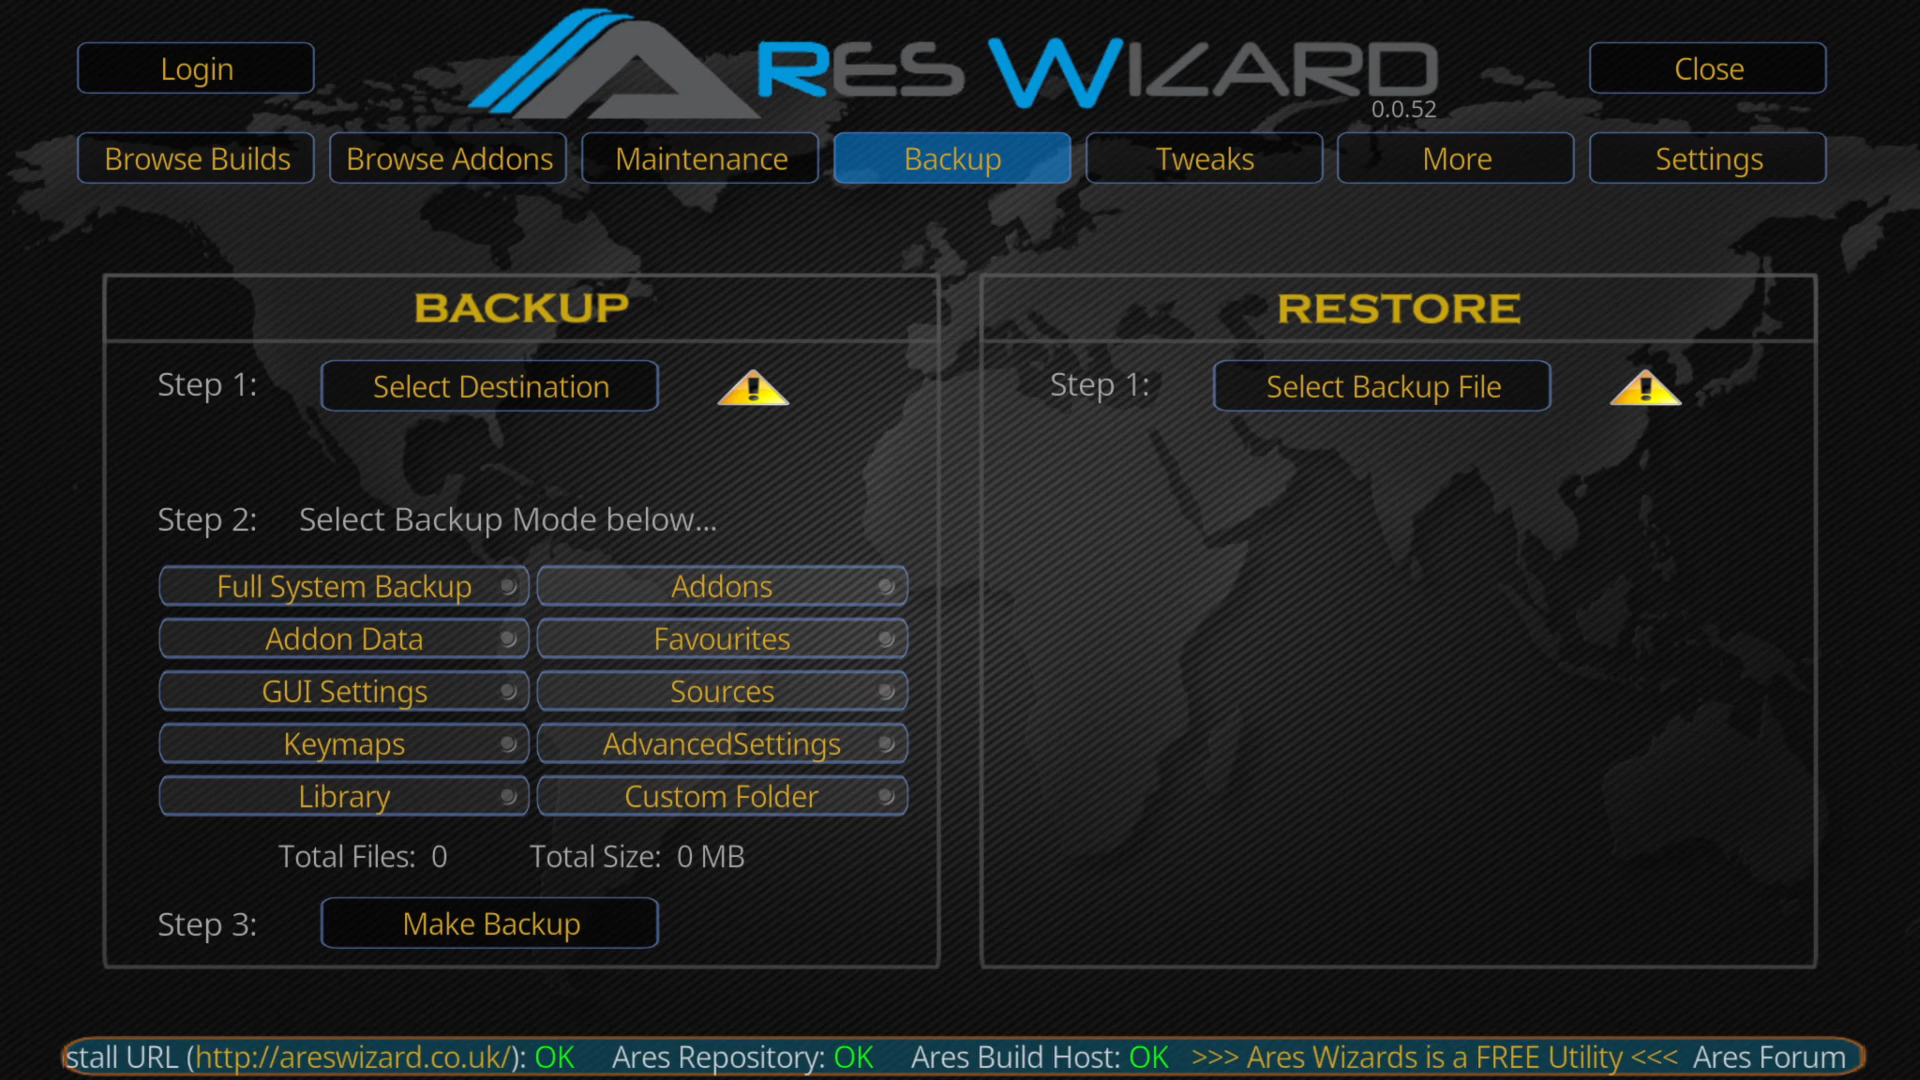 Login
ARES WIZARD
Close
0.0.52
Browse Builds
Browse Addons
Maintenance
Backup
Tweaks
More
Settings
BACKUP
Step 1:
Select Destination
Step 2:
Select Backup Mode below...
Full System Backup
Addons
Addon Data
Favourites
GUI Settings
Sources
Keymaps
AdvancedSettings
Library
Custom Folder
Total Files: 0
Total Size: 0 MB
Step 3:
Make Backup
RESTORE
Step 1:
Select Backup File
stall URL (http://areswizard.co.uk/): OK Ares Repository: OK Ares Build Host: OK >>> Ares Wizards is a FREE Utility <<< Ares Forum